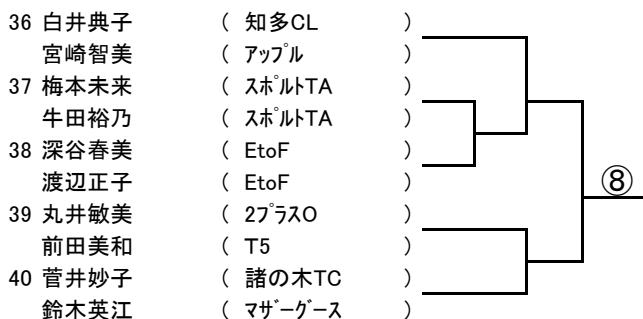 36 白井典子 ( 知多CL )
宮崎智美 ( ｱｯﾌﾟﾙ )
37 梅本未来 ( ｽﾎﾟﾙﾄTA )
牛田裕乃 ( ｽﾎﾟﾙﾄTA )
38 深谷春美 ( EtoF )
渡辺正子 ( EtoF )
⑧
39 丸井敏美 ( 2ﾌﾟﾗｽO )
前田美和 ( T5 )
40 菅井妙子 ( 諸の木TC )
鈴木英江 ( ﾏｻﾞｰｸﾞｰｽ )